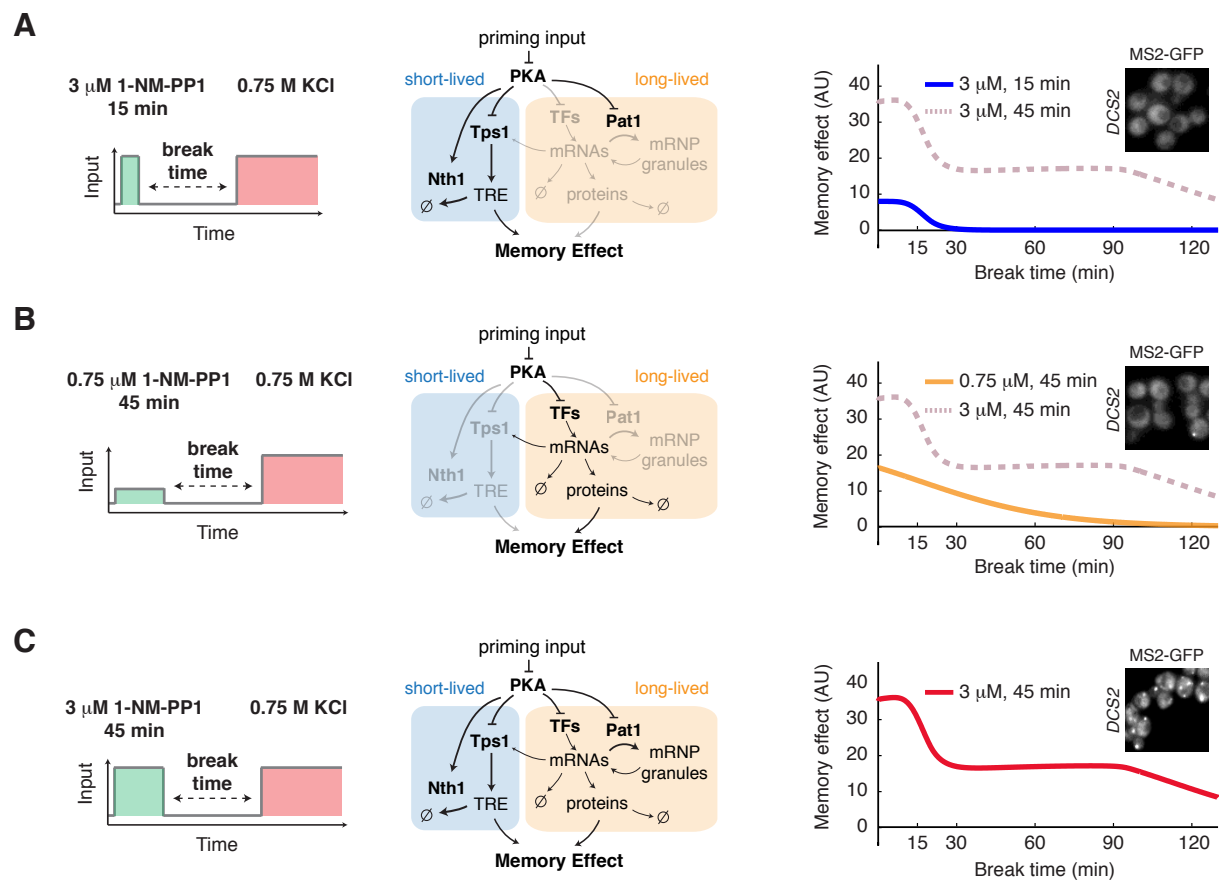 A
3 μM 1-NM-PP1 0.75 M KCl
15 min
break
time
Input
Time
priming input
short-lived PKA long-lived
TFs
Tps1 Pat1
mRNAs mRNP
granules
Nth1
TRE proteins
∅ ∅ ∅
Memory Effect
Memory effect (AU)
40
30
20
10
0
15 30 60 90 120
Break time (min)
3 μM, 15 min
3 μM, 45 min
MS2-GFP
DCS2
B
0.75 μM 1-NM-PP1 0.75 M KCl
45 min
break
time
Input
Time
priming input
short-lived PKA long-lived
TFs
Tps1 Pat1
mRNAs mRNP
granules
Nth1
TRE proteins
∅ ∅ ∅
Memory Effect
Memory effect (AU)
40
30
20
10
0
15 30 60 90 120
Break time (min)
0.75 μM, 45 min
3 μM, 45 min
MS2-GFP
DCS2
C
3 μM 1-NM-PP1 0.75 M KCl
45 min
break
time
Input
Time
priming input
short-lived PKA long-lived
TFs
Tps1 Pat1
mRNAs mRNP
granules
Nth1
TRE proteins
∅ ∅ ∅
Memory Effect
Memory effect (AU)
40
30
20
10
0
15 30 60 90 120
Break time (min)
3 μM, 45 min
MS2-GFP
DCS2